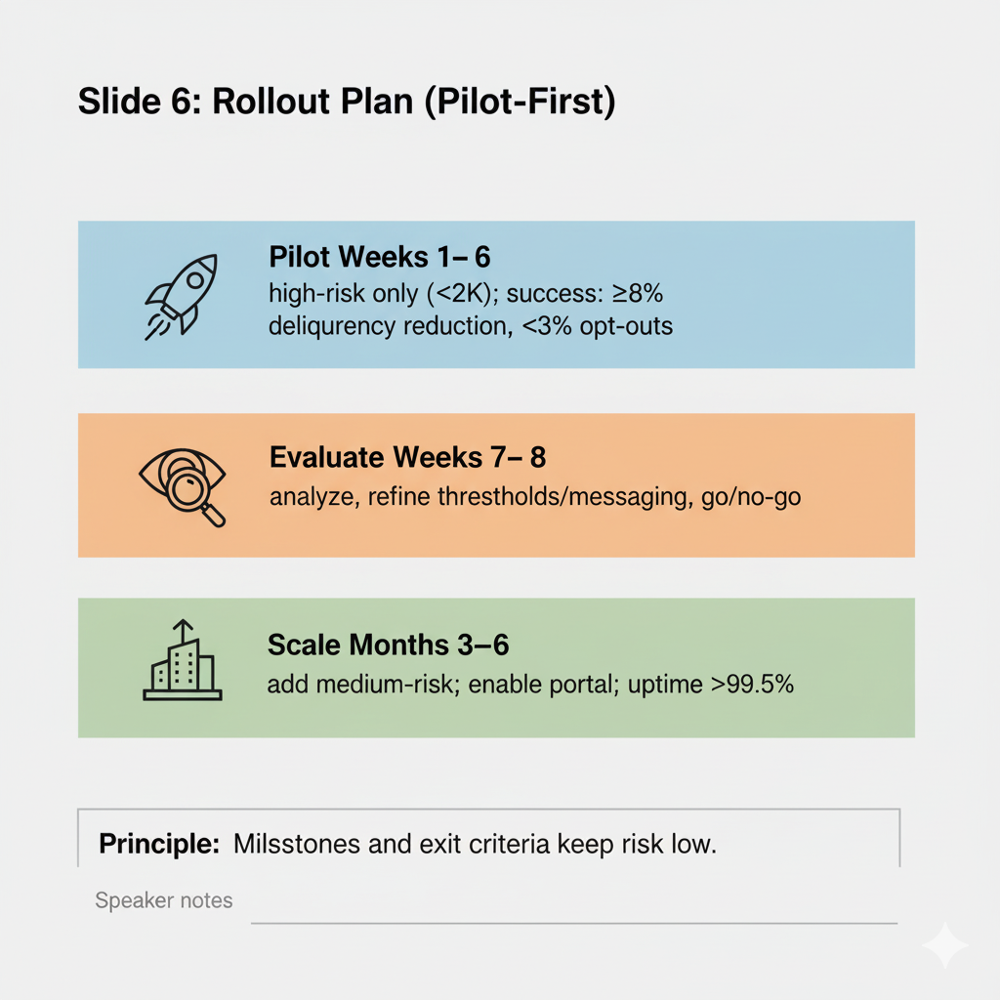 Slide 6: Rollout Plan (Pilot-First)
Pilot Weeks 1– 6
high-risk only (<2K); success: ≥8%
deliqurency reduction, <3% opt-outs
Evaluate Weeks 7– 8
analyze, refine threstholds/messaging, go/no-go
Scale Months 3–6
add medium-risk; enable portal; uptime >99.5%
Principle: Milsstones and exit criteria keep risk low.
Speaker notes